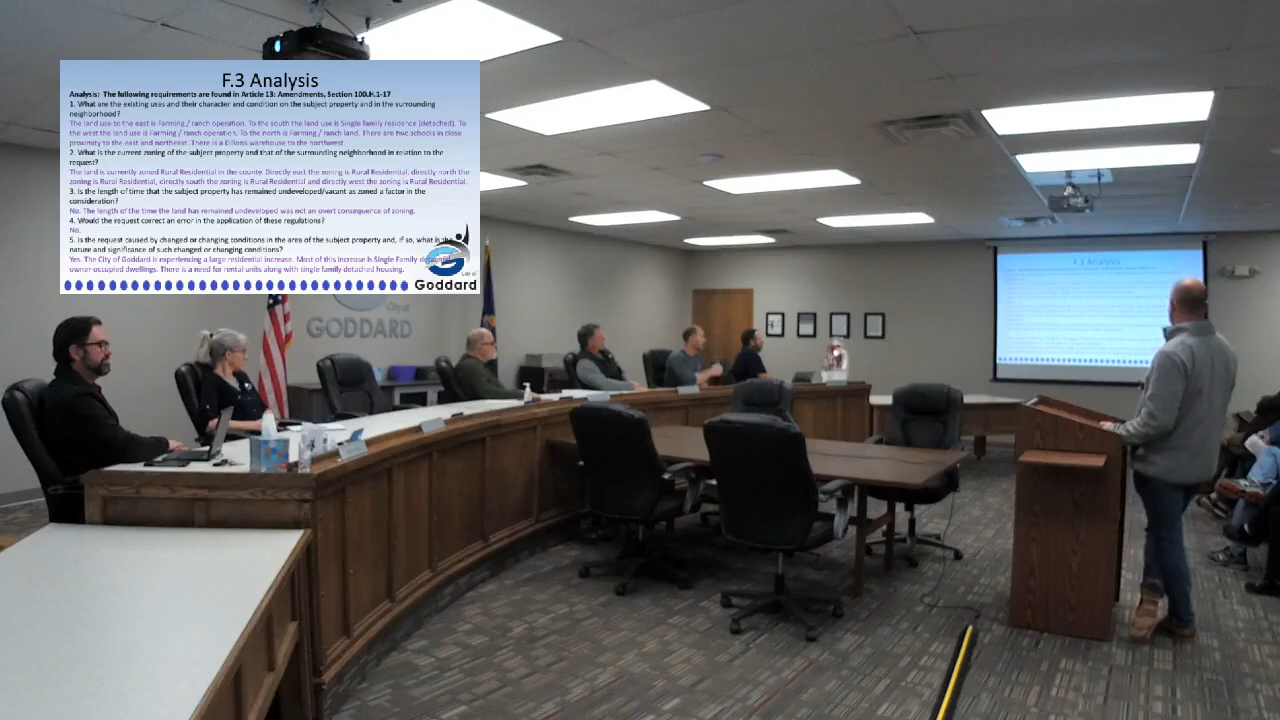 F.3 Analysis
Analysis: The following requirements are found in Article 13: Amendments, Section 100.H.1-17
1. What are the existing uses and their character and condition on the subject property and in the surrounding
neighborhood?
The land use to the east is Farming / ranch operation. To the south the land use is Single family residence (detached). To
the west the land use is Farming / ranch operation. To the north is Farming / ranch land. There are two schools in close
proximity to the east and northeast. There is a Dillons warehouse to the northwest.
2. What is the current zoning of the subject property and that of the surrounding neighborhood in relation to the
request?
The land is currently zoned Rural Residential in the county. Directly east the zoning is Rural Residential, directly north the
zoning is Rural Residential, directly south the zoning is Rural Residential and directly west the zoning is Rural Residential.
3. Is the length of time that the subject property has remained undeveloped/vacant as zoned a factor in the
consideration?
No. The length of the time the land has remained undeveloped was not an overt consequence of zoning.
4. Would the request correct an error in the application of these regulations?
No.
5. Is the request caused by changed or changing conditions in the area of the subject property and, if so, what is the
nature and significance of such changed or changing conditions?
Yes. The City of Goddard is experiencing a large residential increase. Most of this increase is Single Family detached
owner-occupied dwellings. There is a need for rental units along with single family detached housing.
City of
Goddard
City of
GODDARD
F.3 Analysis